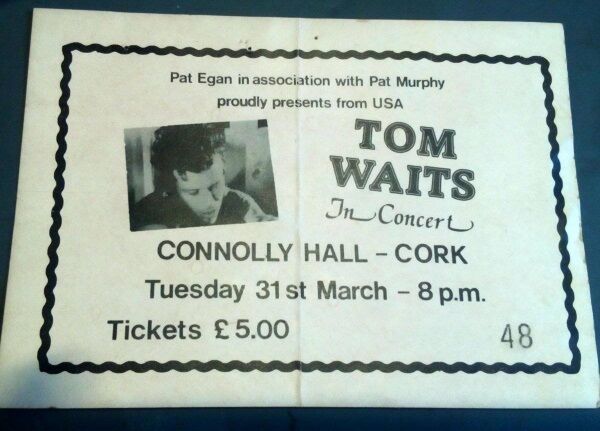 Pat Egan in association with Pat Murphy
proudly presents from USA
TOM
WAITS
In Concert
CONNOLLY HALL – CORK
Tuesday 31st March – 8 p.m.
Tickets £5.00
48